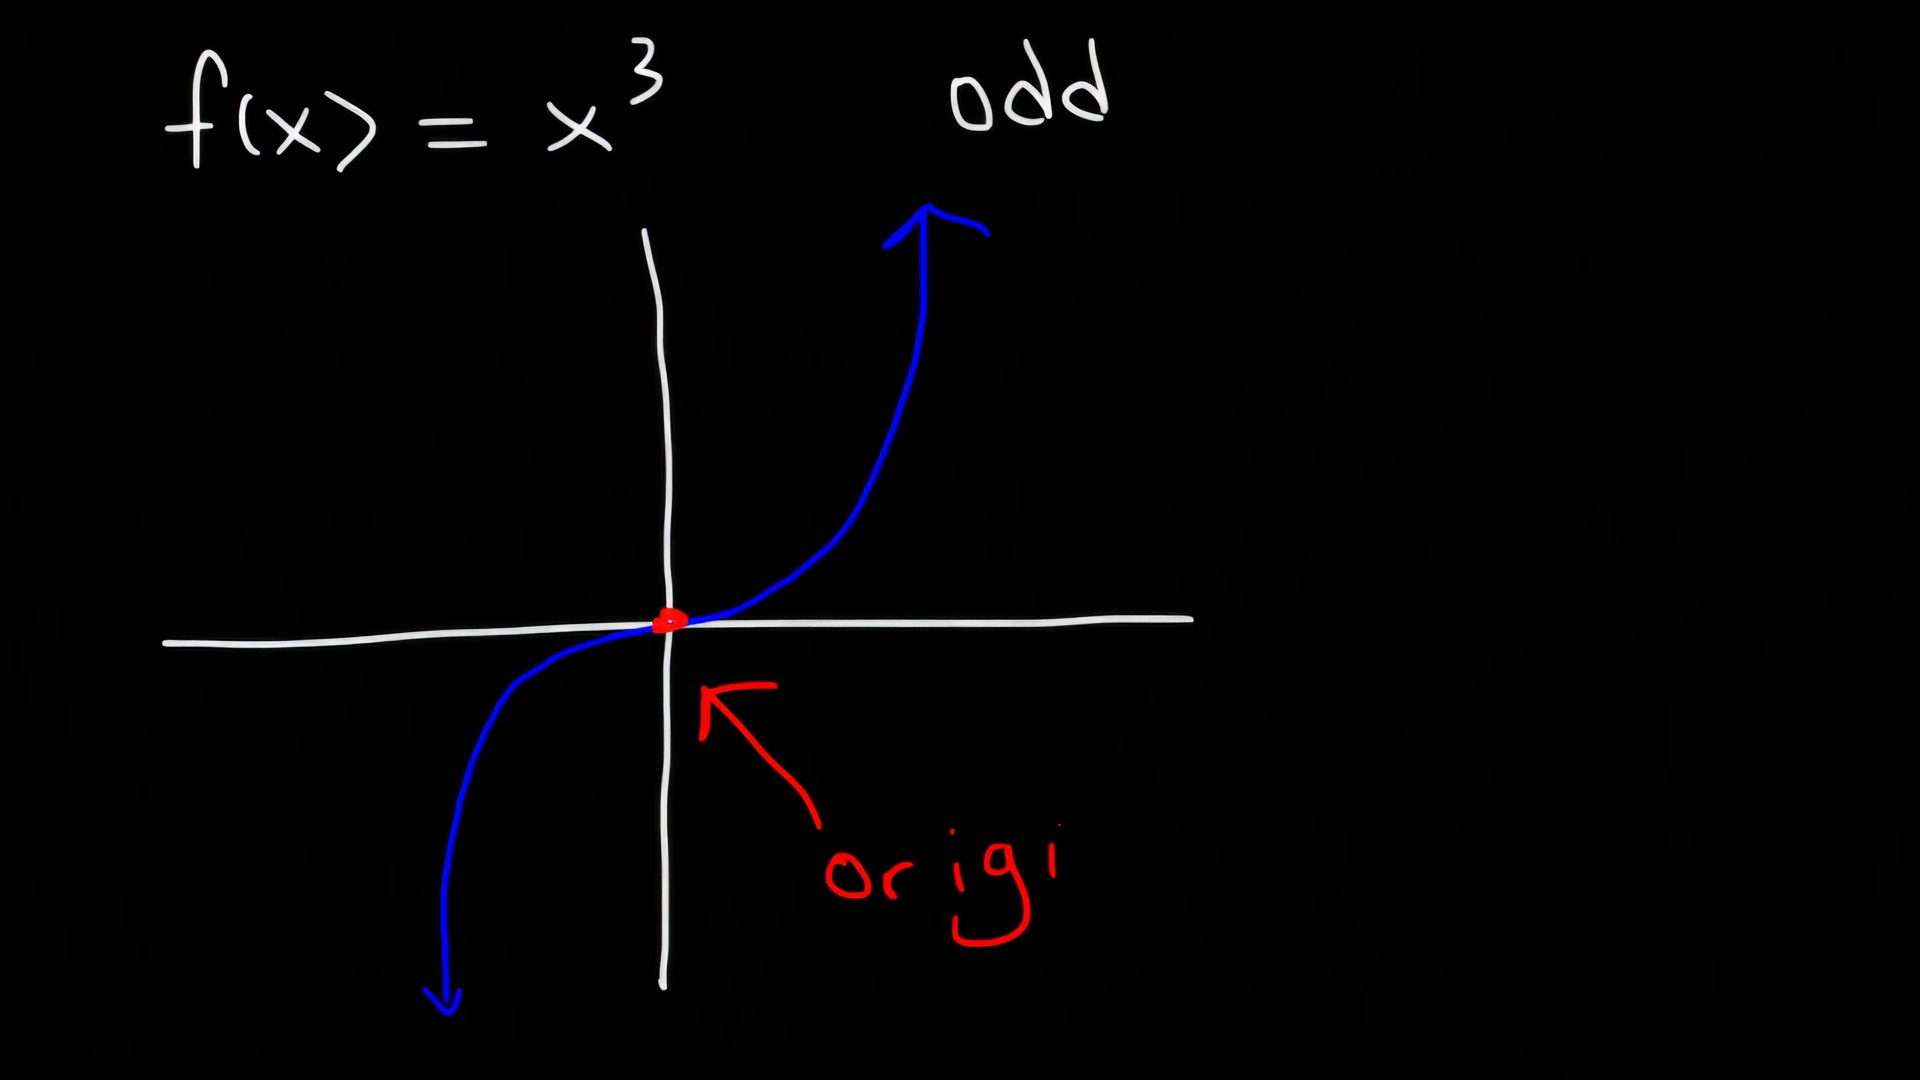 f(x) = x³ odd
origi